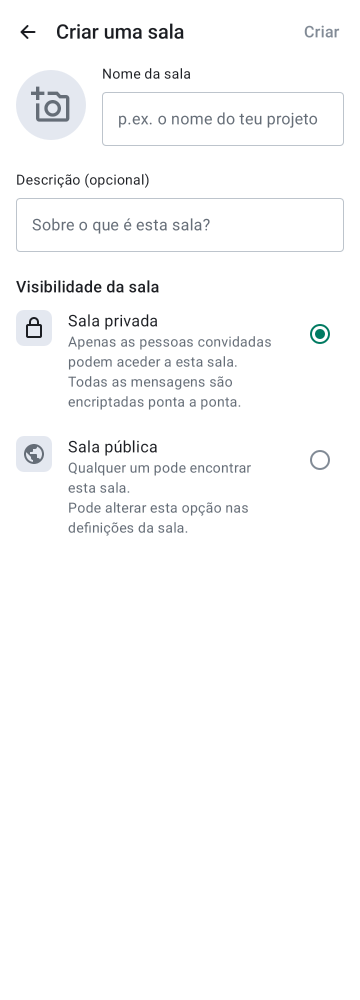 Criar uma sala
Criar
Nome da sala
p.ex. o nome do teu projeto
Descrição (opcional)
Sobre o que é esta sala?
Visibilidade da sala
Sala privada
Apenas as pessoas convidadas
podem aceder a esta sala.
Todas as mensagens são
encriptadas ponta a ponta.
Sala pública
Qualquer um pode encontrar
esta sala.
Pode alterar esta opção nas
definições da sala.